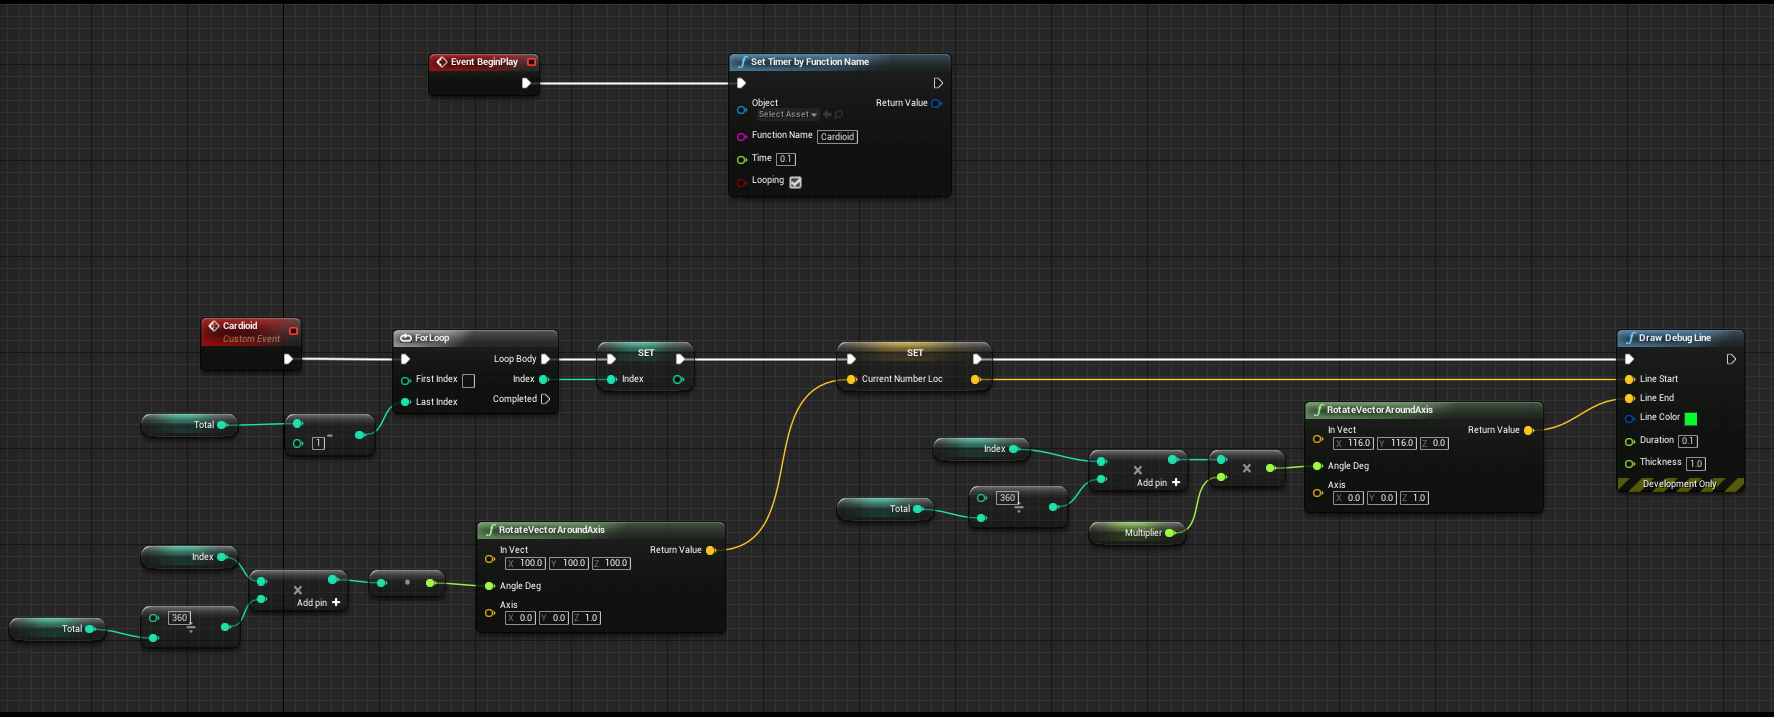 Event BeginPlay
Set Timer by Function Name
Object
Select Asset
Return Value
Function Name Cardioid
Time 0.1
Looping
Cardioid
Custom Event
ForLoop
Loop Body
First Index
Index
Last Index
Completed
SET
Index
SET
Current Number Loc
Draw Debug Line
Line Start
Line End
Line Color
Duration 0.1
Thickness 1.0
Development Only
Total
1
-
RotateVectorAroundAxis
In Vect
X 116.0 Y 116.0 Z 0.0
Return Value
Angle Deg
Axis
X 0.0 Y 0.0 Z 1.0
Index
×
Add pin +
×
Total
360
÷
Multiplier
RotateVectorAroundAxis
In Vect
X 100.0 Y 100.0 Z 100.0
Return Value
Angle Deg
Axis
X 0.0 Y 0.0 Z 1.0
Index
×
Add pin +
•
Total
360
÷